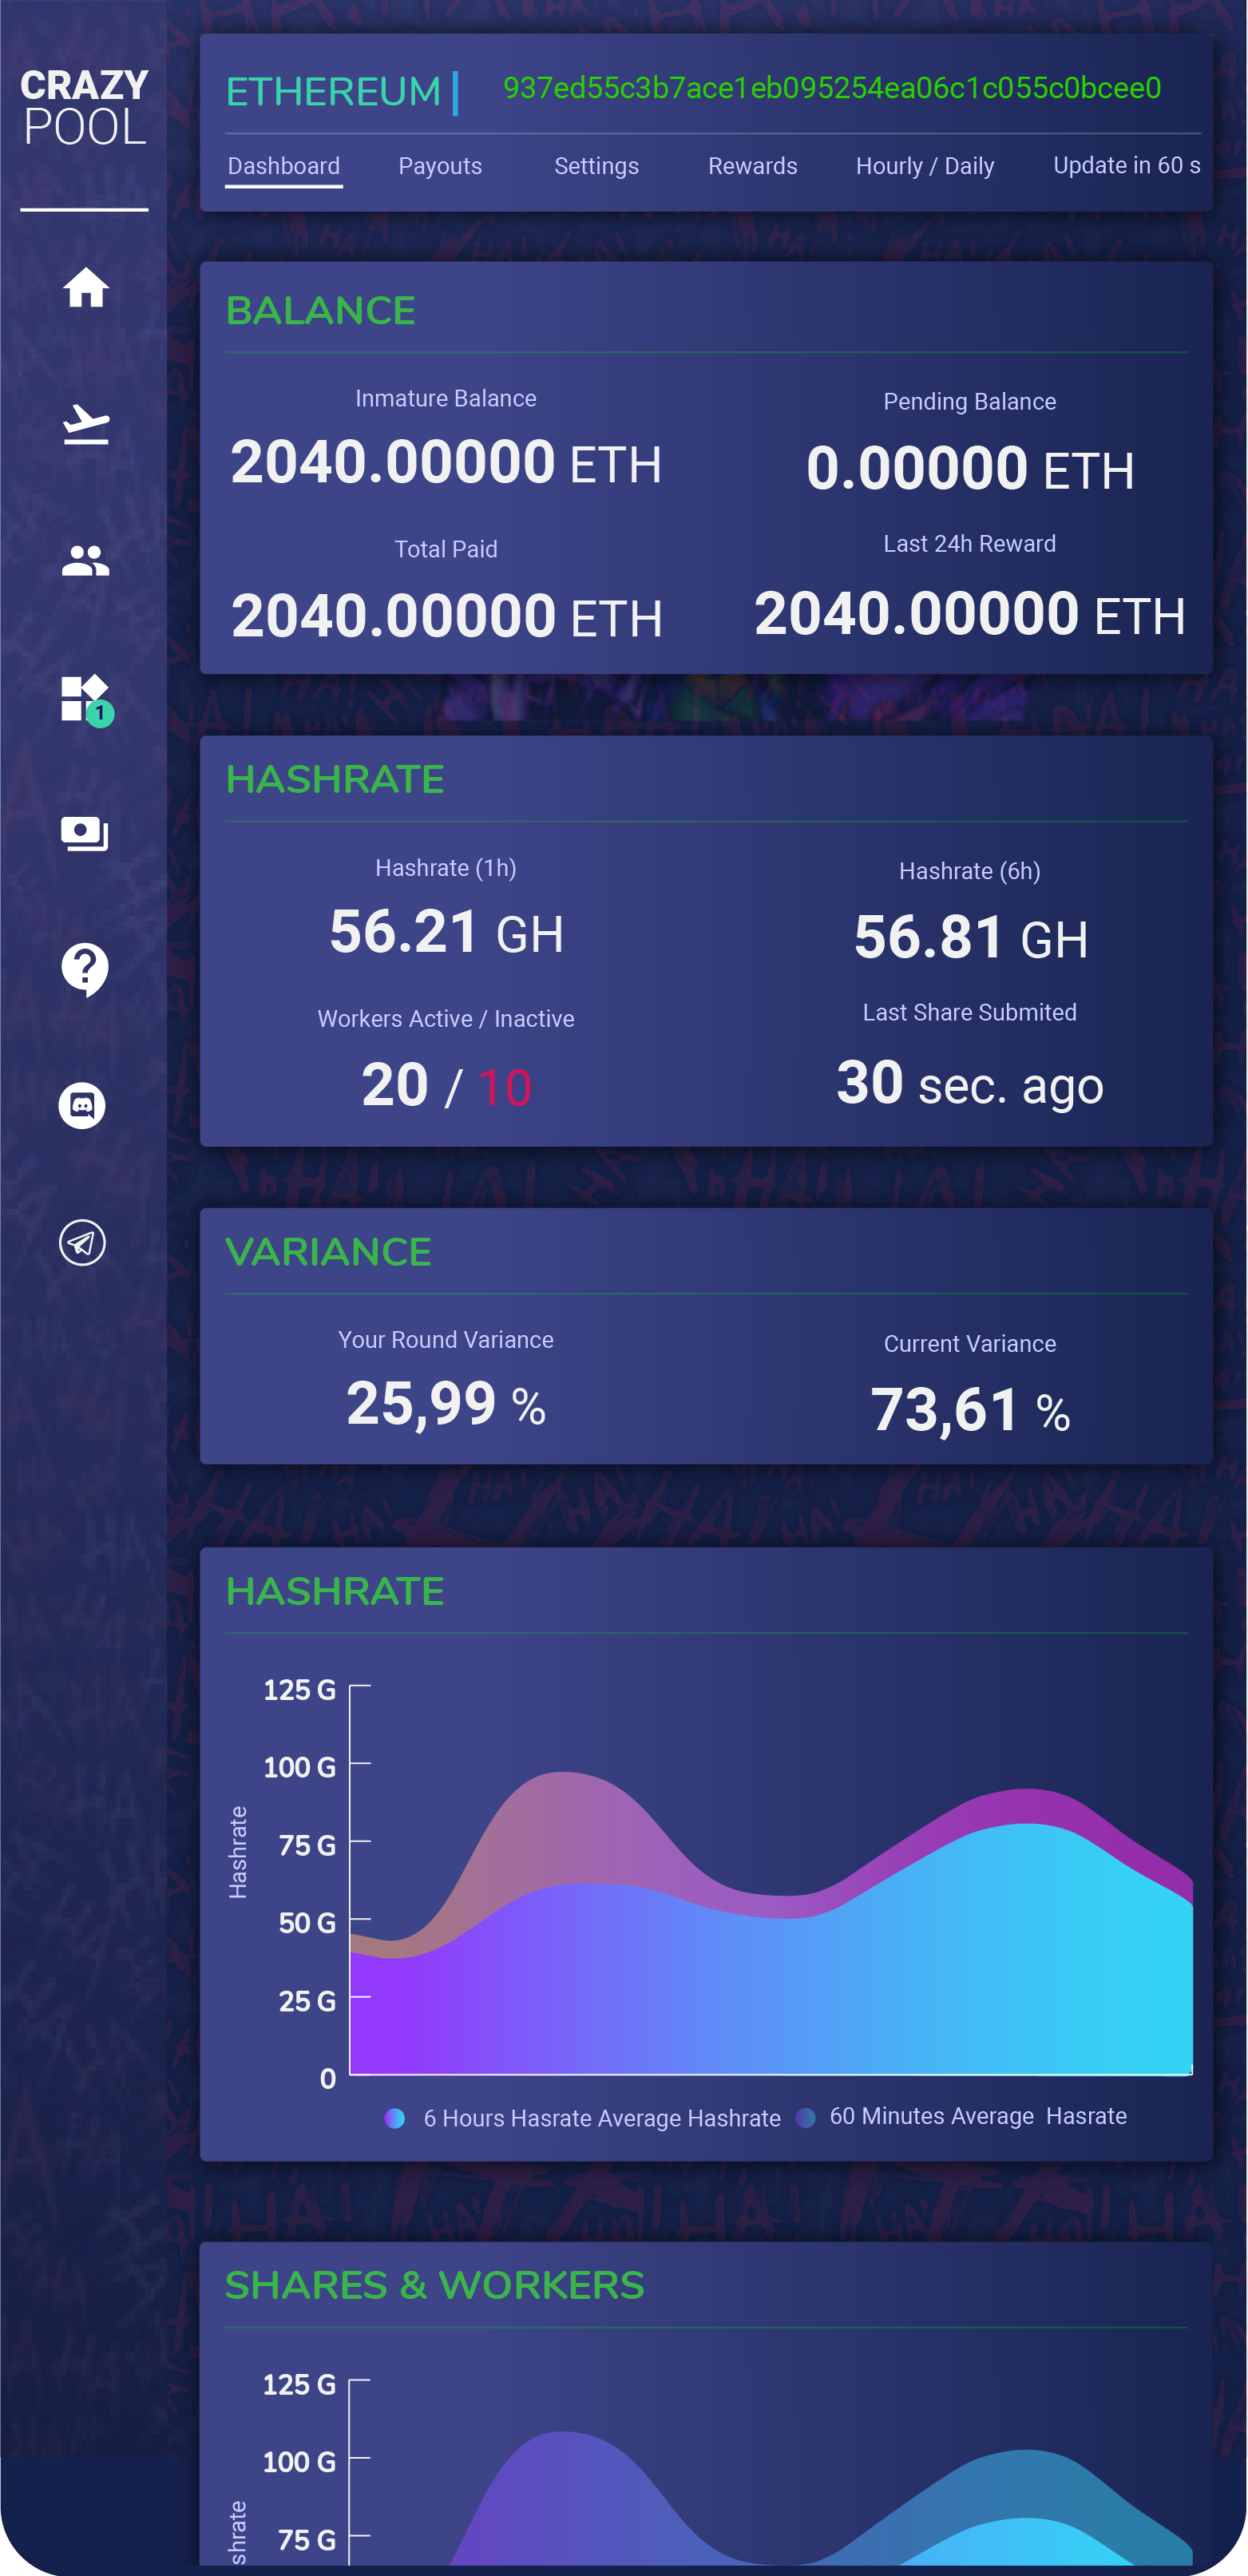 CRAZY
POOL
ETHEREUM
937ed55c3b7ace1eb095254ea06c1c055c0bcee0
Dashboard Payouts Settings Rewards Hourly / Daily Update in 60 s
BALANCE
Inmature Balance Pending Balance
2040.00000 ETH 0.00000 ETH
Total Paid Last 24h Reward
2040.00000 ETH 2040.00000 ETH
1
HASHRATE
Hashrate (1h) Hashrate (6h)
56.21 GH 56.81 GH
Workers Active / Inactive Last Share Submited
20 / 10 30 sec. ago
VARIANCE
Your Round Variance Current Variance
25,99 % 73,61 %
HASHRATE
125 G
100 G
75 G
50 G
25 G
0
Hashrate
6 Hours Hasrate Average Hashrate 60 Minutes Average Hasrate
SHARES & WORKERS
125 G
100 G
75 G
shrate